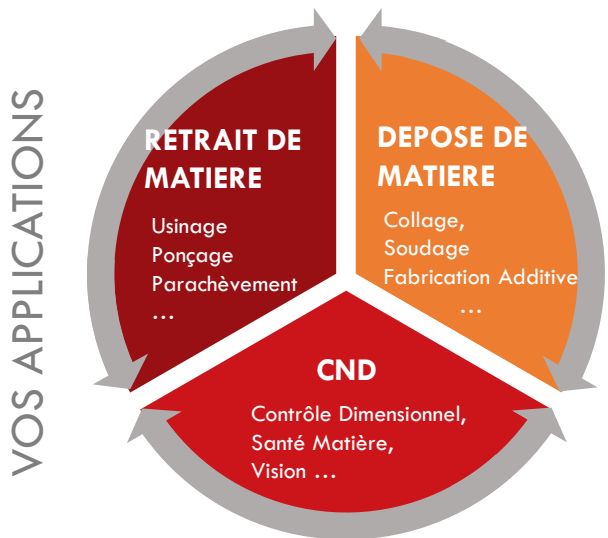 VOS APPLICATIONS
RETRAIT DE
MATIERE
Usinage
Ponçage
Parachèvement
…
DEPOSE DE
MATIERE
Collage,
Soudage
Fabrication Additive
…
CND
Contrôle Dimensionnel,
Santé Matière,
Vision …